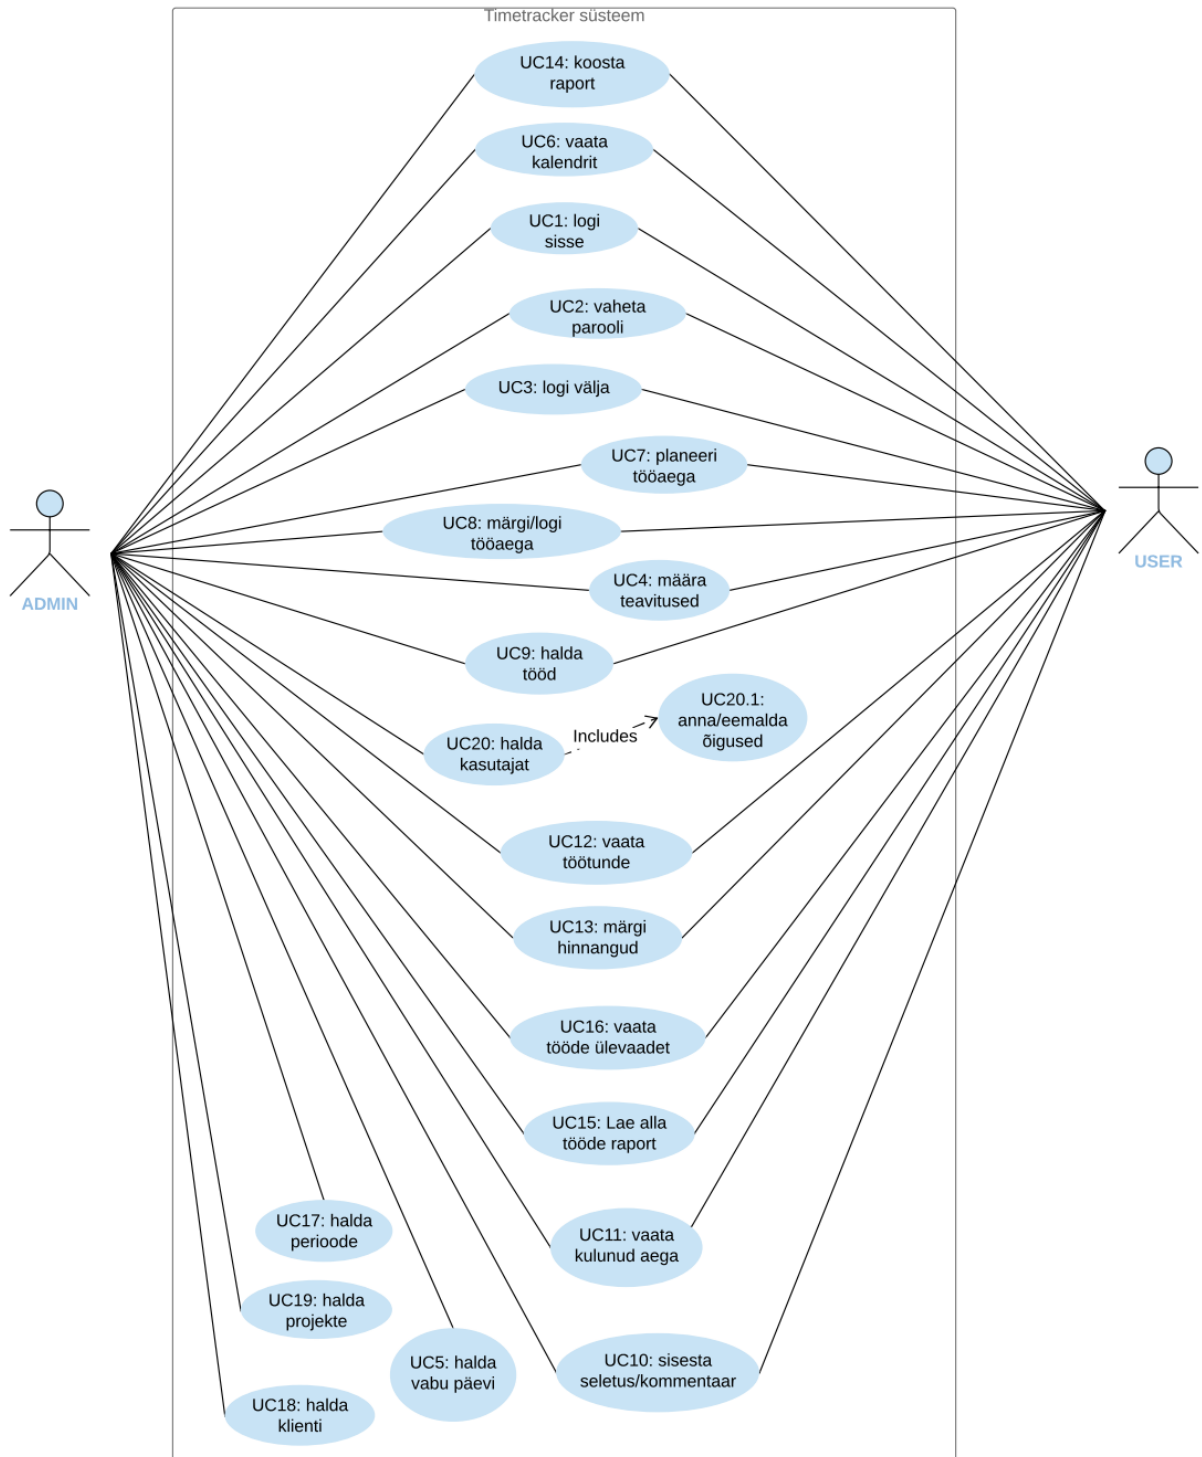 Timetracker süsteem
UC14: koosta
raport
UC6: vaata
kalendrit
UC1: logi
sisse
UC2: vaheta
parooli
UC3: logi välja
UC7: planeeri
tööaega
UC8: märgi/logi
tööaega
USER
UC4: määra
teavitused
ADMIN
UC9: halda
tööd
UC20.1:
anna/eemalda
õigused
Includes
UC20: halda
kasutajat
UC12: vaata
töötunde
UC13: märgi
hinnangud
UC16: vaata
tööde ülevaadet
UC15: Lae alla
tööde raport
UC17: halda
perioode
UC11: vaata
kulunud aega
UC19: halda
projekte
UC5: halda
vabu päevi
UC10: sisesta
seletus/kommentaar
UC18: halda
klienti